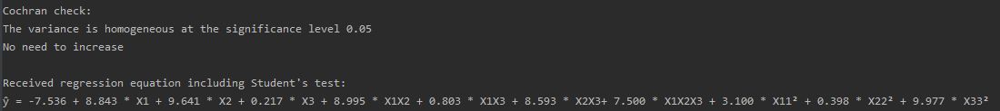 Cochran check:
The variance is homogeneous at the significance level 0.05
No need to increase
Received regression equation including Student's test:
ŷ = -7.536 + 8.843 * X1 + 9.641 * X2 + 0.217 * X3 + 8.995 * X1X2 + 0.803 * X1X3 + 8.593 * X2X3+ 7.500 * X1X2X3 + 3.100 * X11² + 0.398 * X22² + 9.977 * X33²